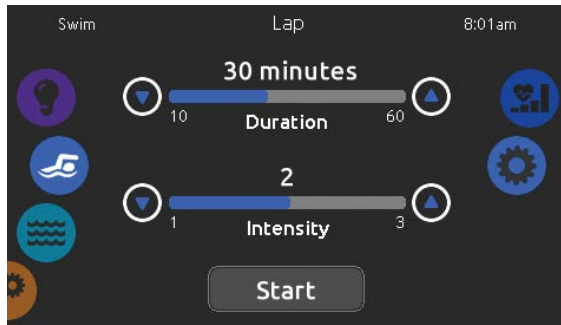 Swim Lap 8:01am
30 minutes
10 Duration 60
2
1 Intensity 3
Start